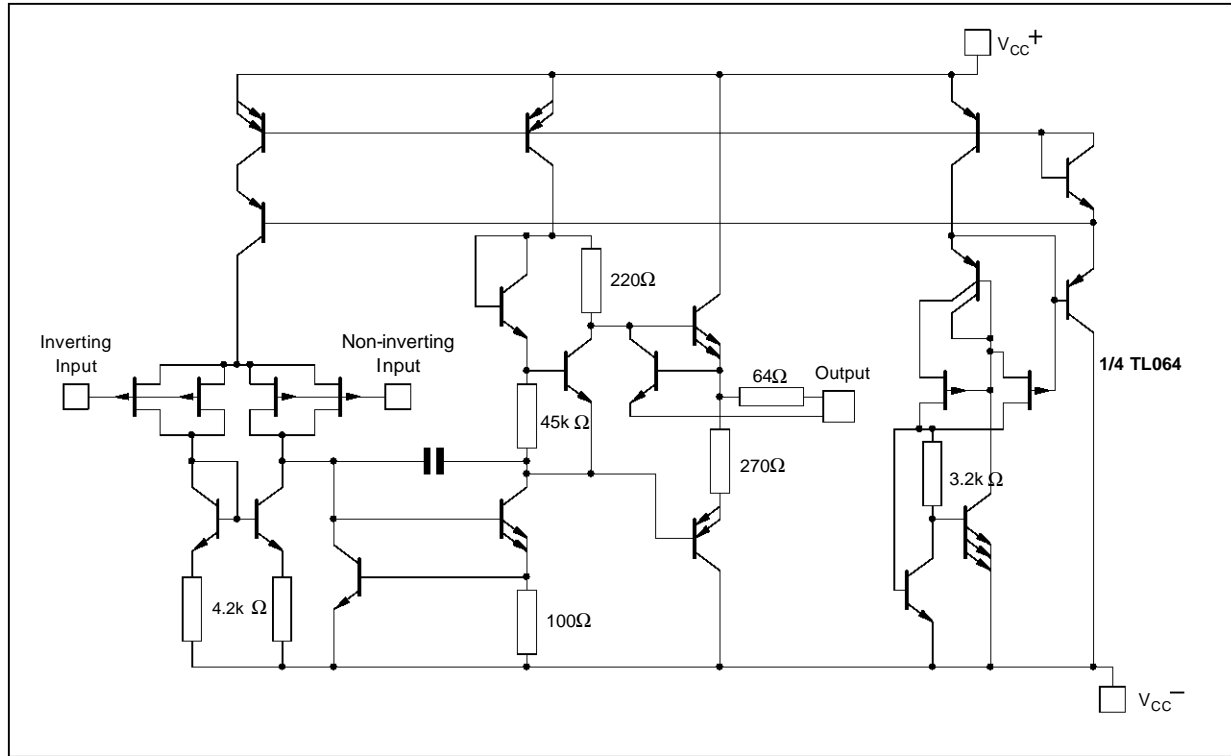 VCC+
220Ω
Inverting
Input
Non-inverting
Input
64Ω
Output
1/4 TL064
45k Ω
270Ω
3.2k Ω
4.2k Ω
100Ω
VCC−